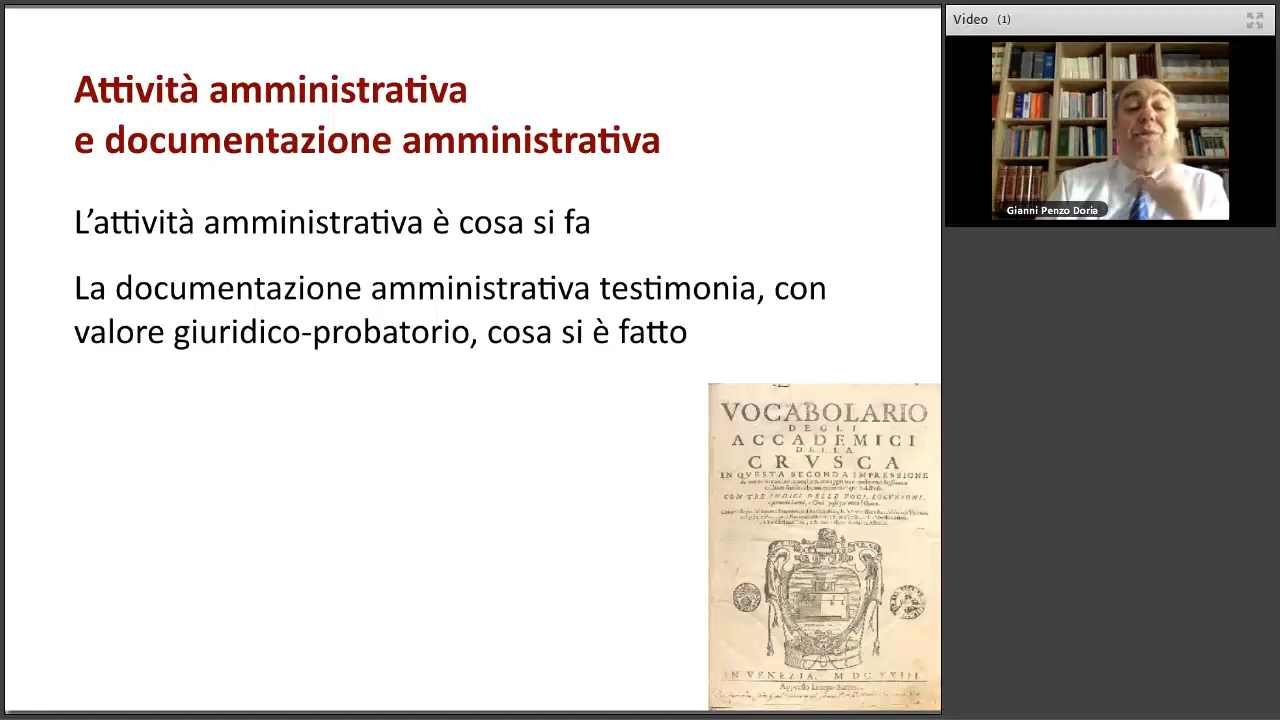 Attività amministrativa
e documentazione amministrativa
L’attività amministrativa è cosa si fa
La documentazione amministrativa testimonia, con
valore giuridico-probatorio, cosa si è fatto
VOCABOLARIO
DEGLI
ACCADEMICI
DELLA
CRVSCA
IN QVESTA SECONDA IMPRESSIONE
CON TRE INDICI DELLE VOCI, LOCVZIONI,
IN VENEZIA. M DC XXIII.
Video (1)
Gianni Penzo Doria